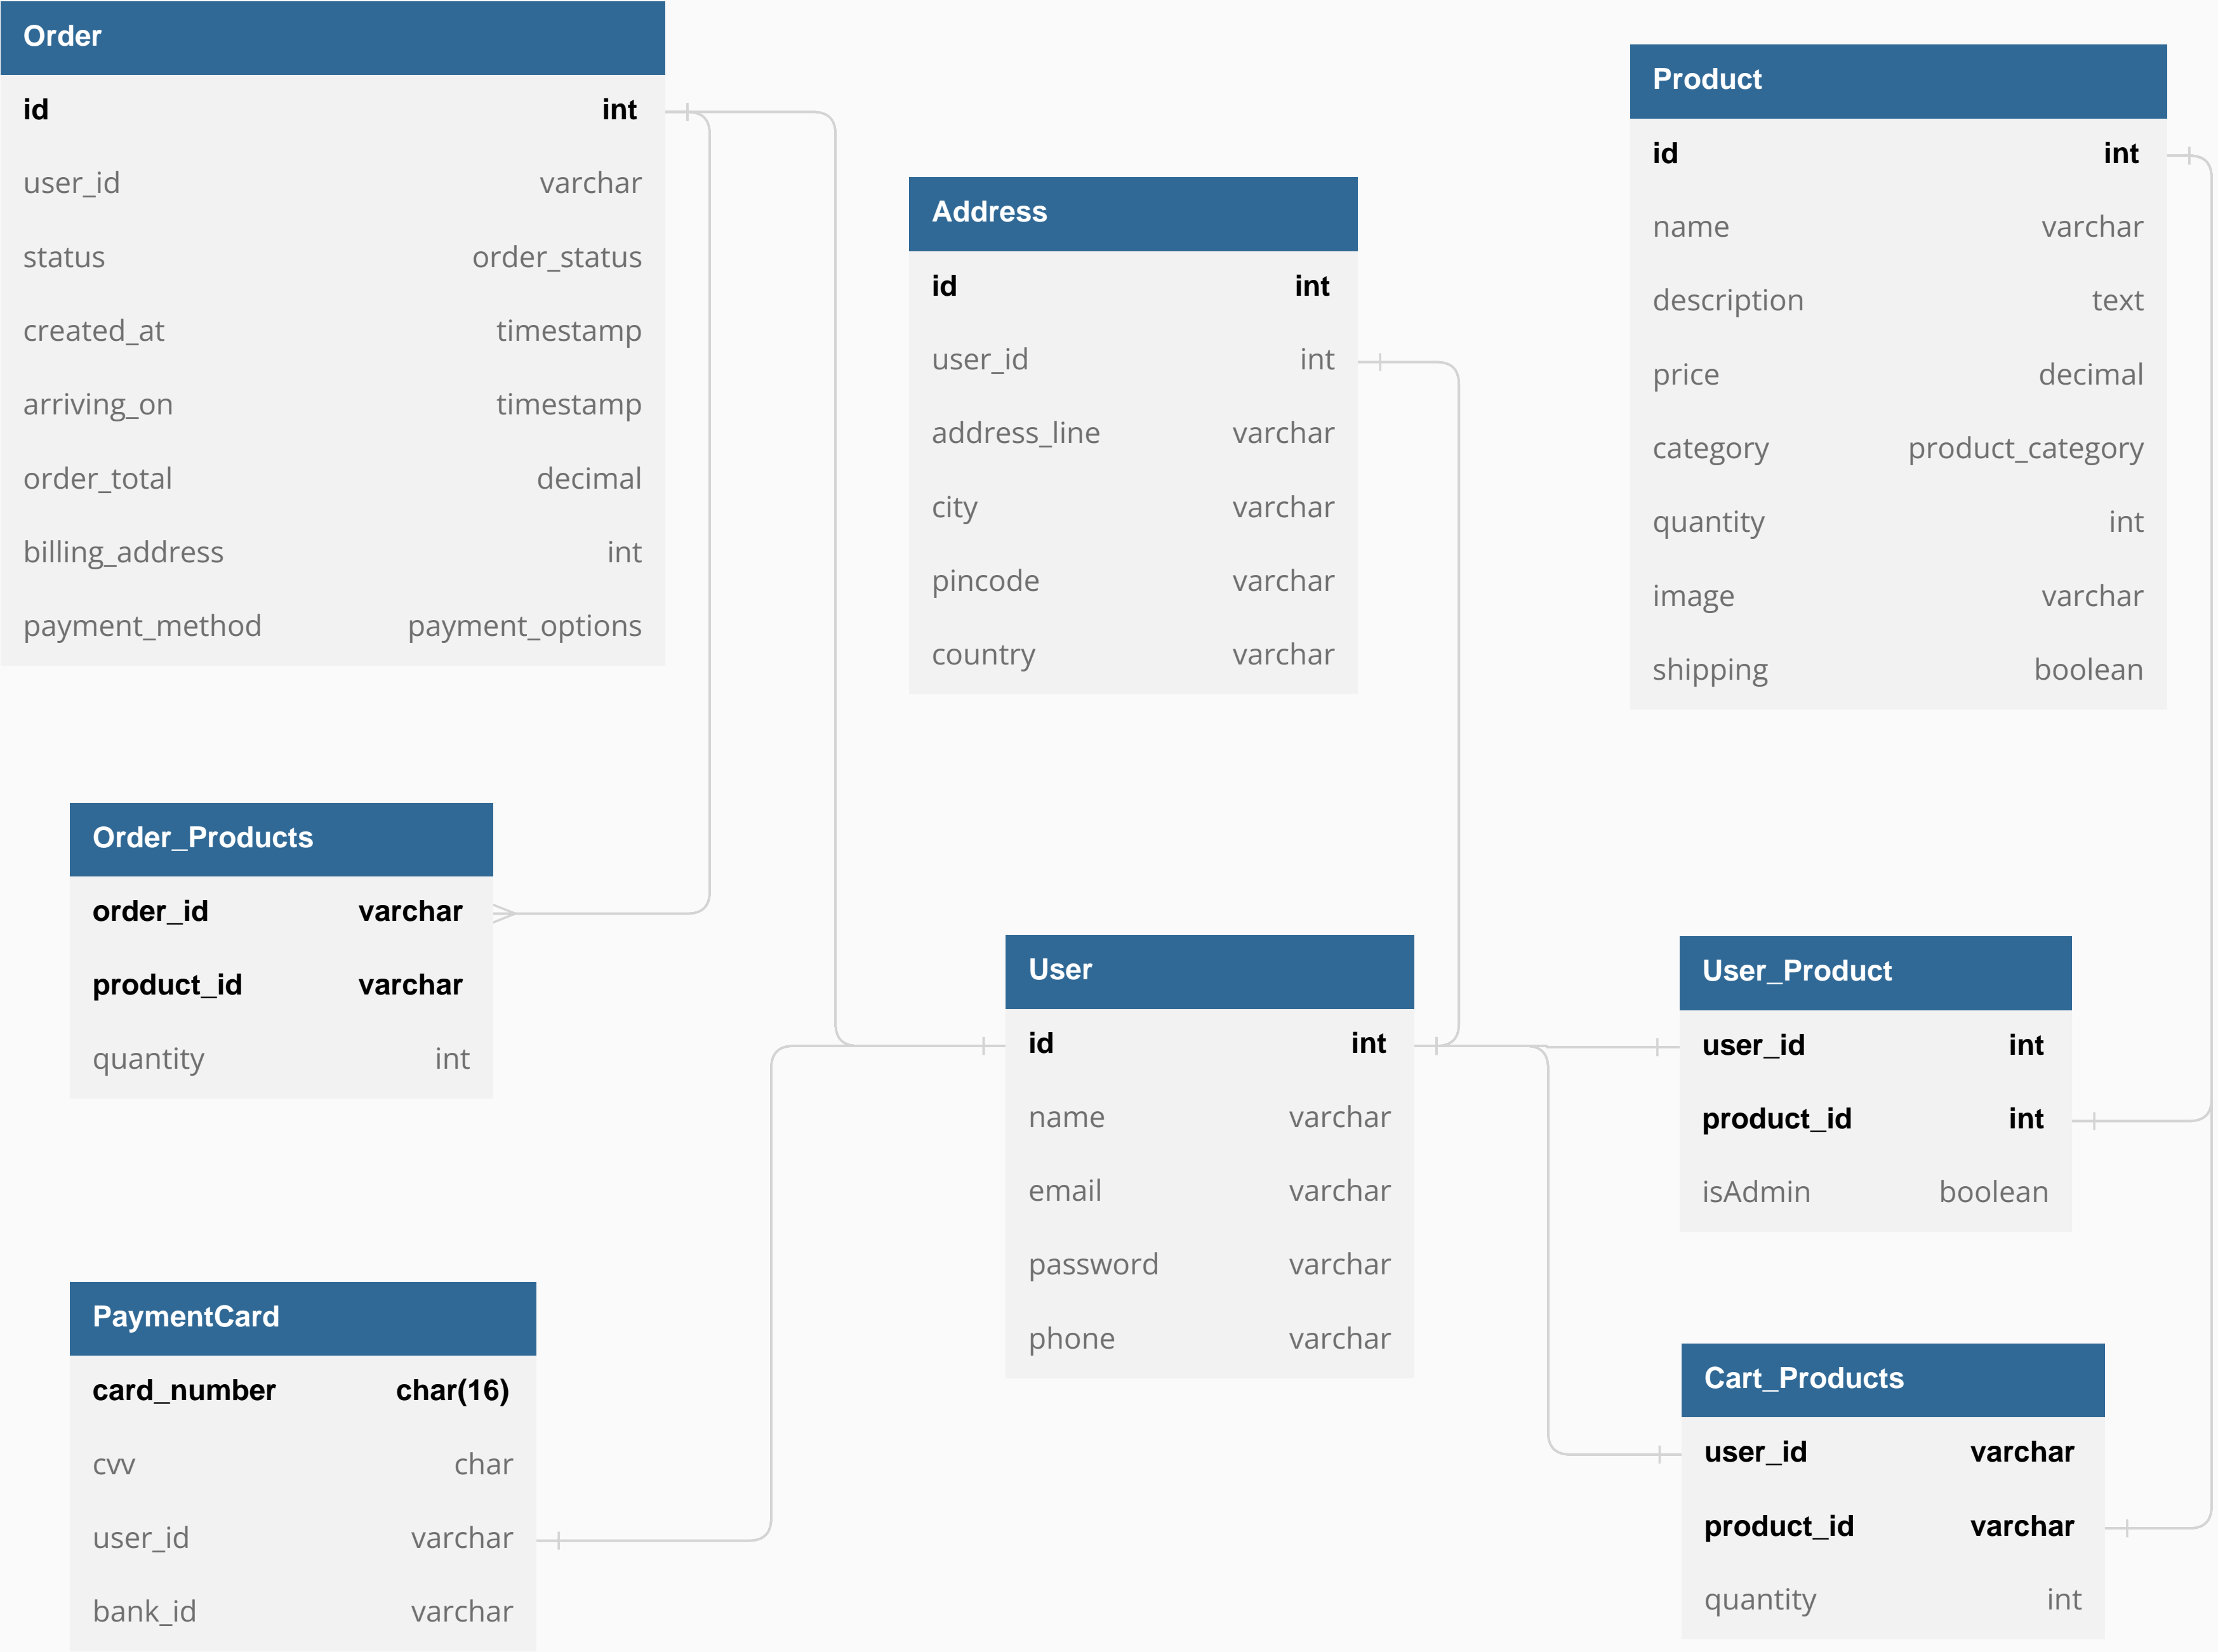 Order
id int
user_id varchar
status order_status
created_at timestamp
arriving_on timestamp
order_total decimal
billing_address int
payment_method payment_options
Address
id int
user_id int
address_line varchar
city varchar
pincode varchar
country varchar
Product
id int
name varchar
description text
price decimal
category product_category
quantity int
image varchar
shipping boolean
Order_Products
order_id varchar
product_id varchar
quantity int
User
id int
name varchar
email varchar
password varchar
phone varchar
User_Product
user_id int
product_id int
isAdmin boolean
PaymentCard
card_number char(16)
cvv char
user_id varchar
bank_id varchar
Cart_Products
user_id varchar
product_id varchar
quantity int